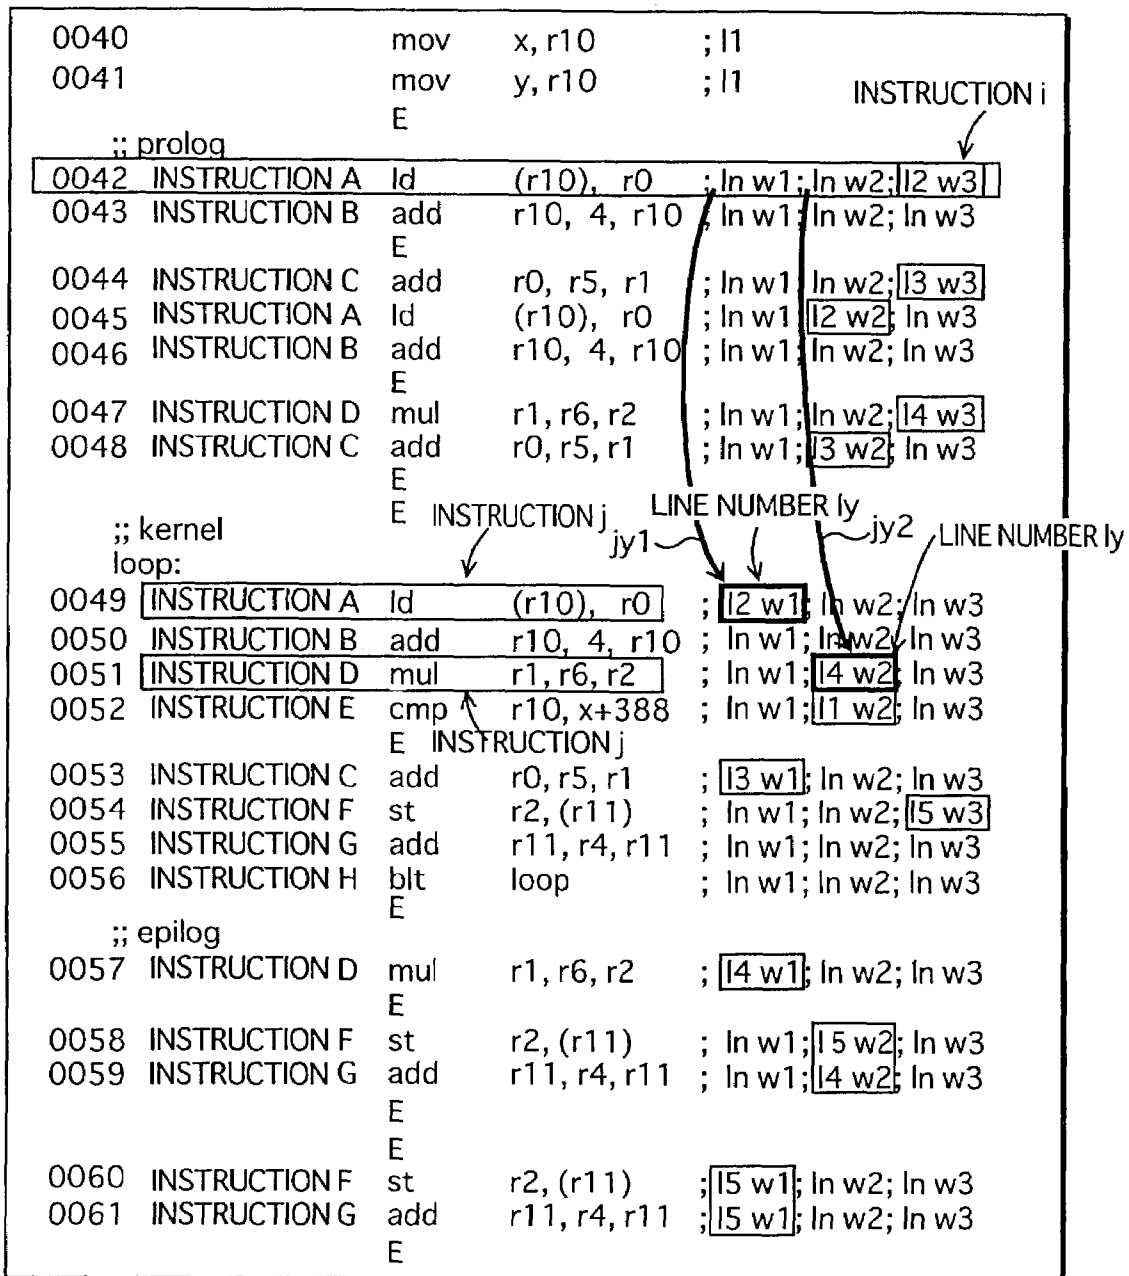 0040 mov x, r10 ; l1
0041 mov y, r10 ; l1
INSTRUCTION i
E
;; prolog
0042 INSTRUCTION A ld (r10), r0 ; ln w1; ln w2; l2 w3
0043 INSTRUCTION B add r10, 4, r10 ; ln w1; ln w2; ln w3
E
0044 INSTRUCTION C add r0, r5, r1 ; ln w1; ln w2; l3 w3
0045 INSTRUCTION A ld (r10), r0 ; ln w1; l2 w2; ln w3
0046 INSTRUCTION B add r10, 4, r10 ; ln w1; ln w2; ln w3
E
0047 INSTRUCTION D mul r1, r6, r2 ; ln w1; ln w2; l4 w3
0048 INSTRUCTION C add r0, r5, r1 ; ln w1; l3 w2; ln w3
E
E INSTRUCTION j LINE NUMBER ly
;; kernel jy1 jy2 LINE NUMBER ly
loop:
0049 INSTRUCTION A ld (r10), r0 ; l2 w1; ln w2; ln w3
0050 INSTRUCTION B add r10, 4, r10 ; ln w1; ln w2; ln w3
0051 INSTRUCTION D mul r1, r6, r2 ; ln w1; l4 w2; ln w3
0052 INSTRUCTION E cmp r10, x+388 ; ln w1; l1 w2; ln w3
E INSTRUCTION j
0053 INSTRUCTION C add r0, r5, r1 ; l3 w1; ln w2; ln w3
0054 INSTRUCTION F st r2, (r11) ; ln w1; ln w2; l5 w3
0055 INSTRUCTION G add r11, r4, r11 ; ln w1; ln w2; ln w3
0056 INSTRUCTION H blt loop ; ln w1; ln w2; ln w3
E
;; epilog
0057 INSTRUCTION D mul r1, r6, r2 ; l4 w1; ln w2; ln w3
E
0058 INSTRUCTION F st r2, (r11) ; ln w1; l5 w2; ln w3
0059 INSTRUCTION G add r11, r4, r11 ; ln w1; l4 w2; ln w3
E
E
0060 INSTRUCTION F st r2, (r11) ; l5 w1; ln w2; ln w3
0061 INSTRUCTION G add r11, r4, r11 ; l5 w1; ln w2; ln w3
E